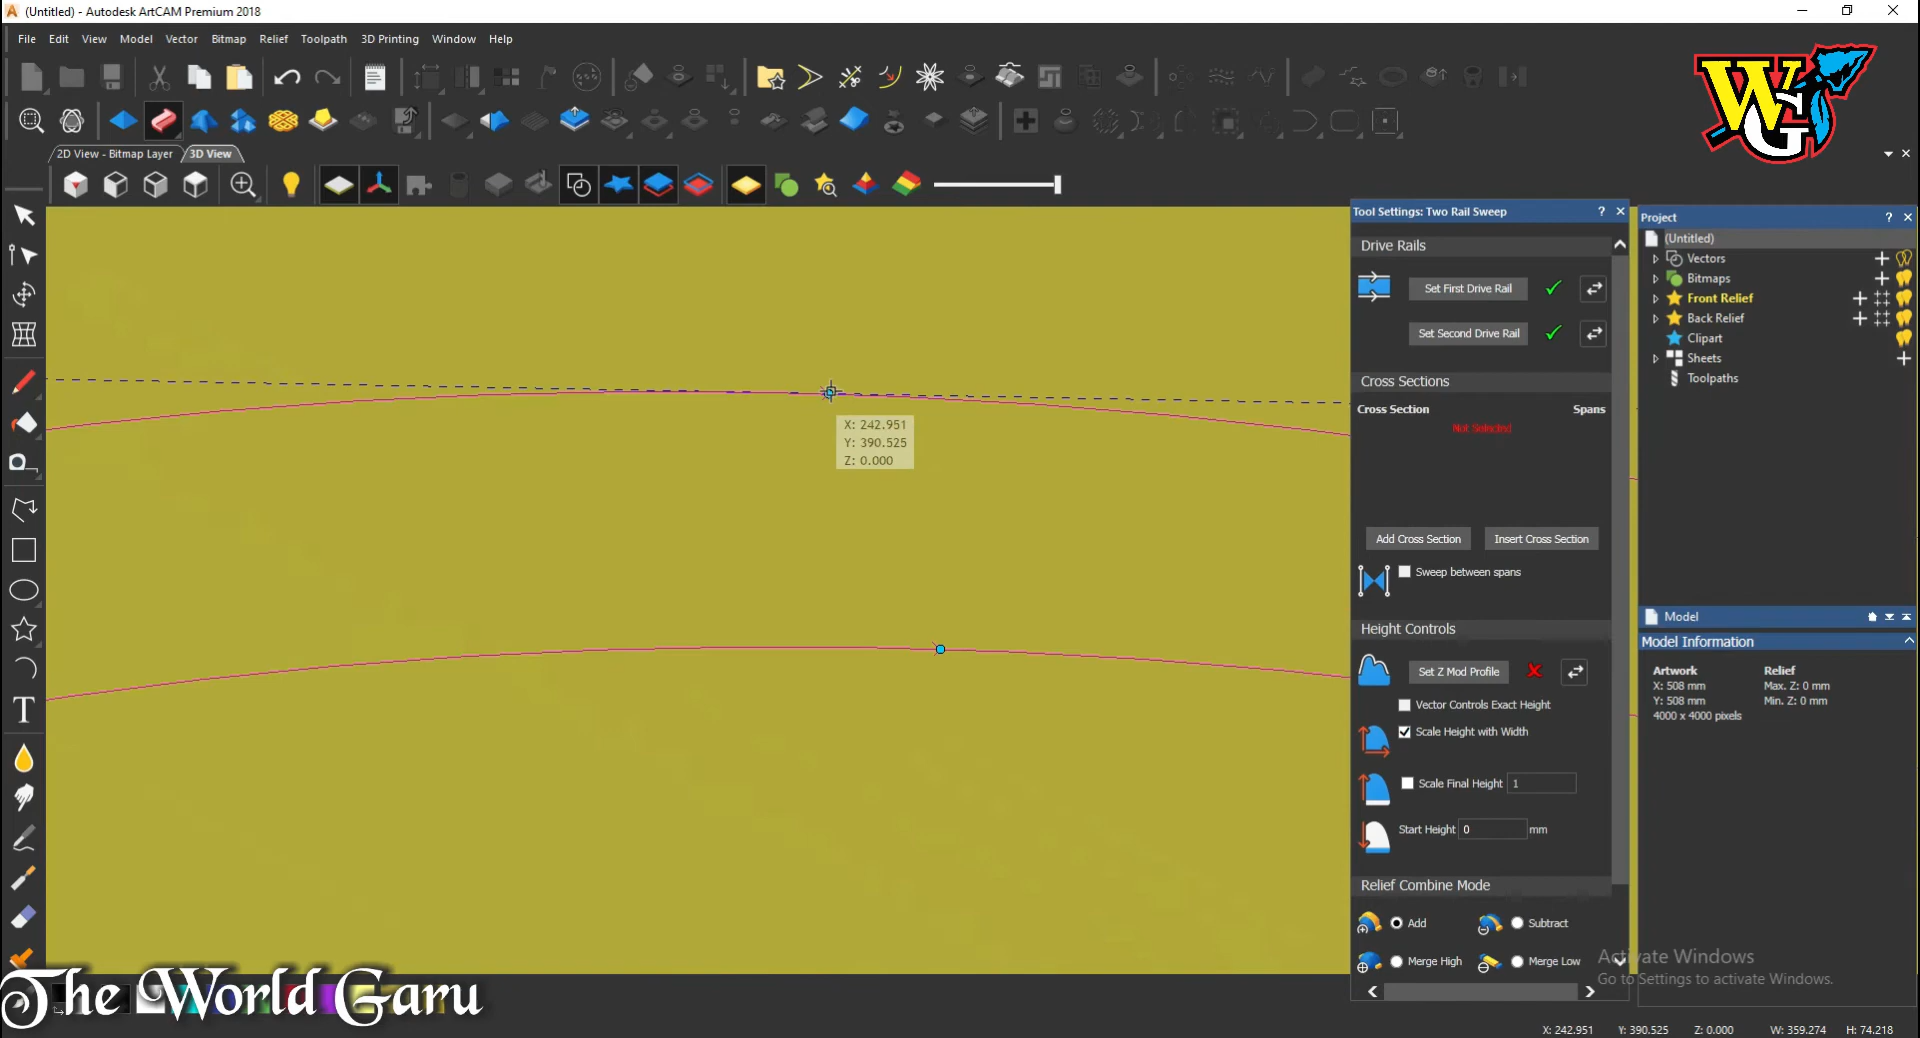 (Untitled) - Autodesk ArtCAM Premium 2018
File Edit View Model Vector Bitmap Relief Toolpath 3D Printing Window Help
WG
2D View - Bitmap Layer 3D View
Tool Settings: Two Rail Sweep ?
Drive Rails
Set First Drive Rail
Set Second Drive Rail
Cross Sections
Cross Section Spans
Not Selected
Add Cross Section Insert Cross Section
Sweep between spans
Height Controls
Set Z Mod Profile
Vector Controls Exact Height
Scale Height with Width
Scale Final Height 1
Start Height 0 mm
Relief Combine Mode
Add Subtract
Merge High Merge Low
X: 242.951
Y: 390.525
Z: 0.000
Project ?
(Untitled)
Vectors
Bitmaps
Front Relief
Back Relief
Clipart
Sheets
Toolpaths
Model
Model Information
Artwork Relief
X: 508 mm Max. Z: 0 mm
Y: 508 mm Min. Z: 0 mm
4000 x 4000 pixels
Activate Windows
Go to Settings to activate Windows.
The World Garu
X: 242.951 Y: 390.525 Z: 0.000 W: 359.274 H: 74.218